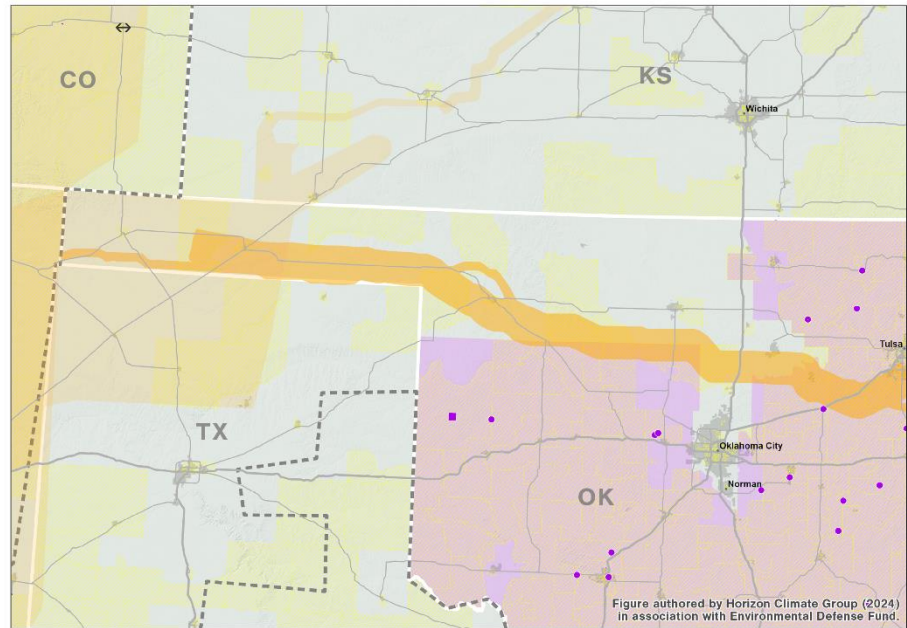 CO
KS
Wichita
Tulsa
TX
Oklahoma City
Norman
OK
Figure authored by Horizon Climate Group (2024)
in association with Environmental Defense Fund.